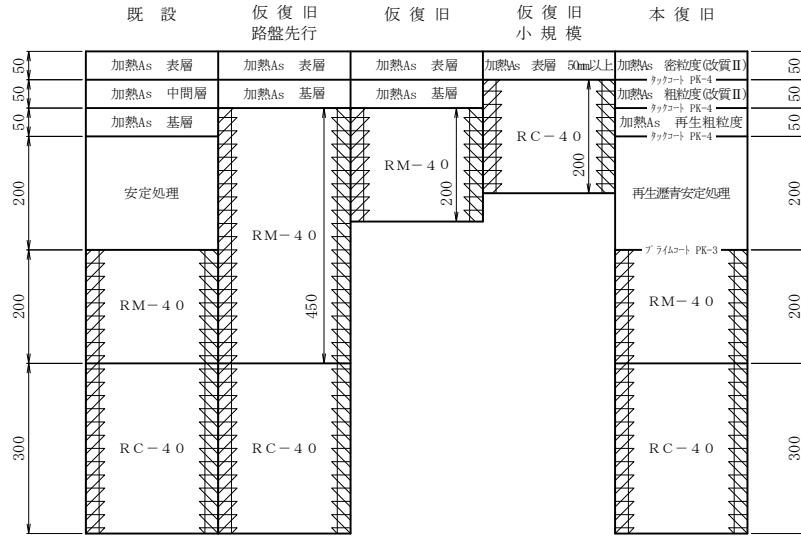 既 設
仮 復 旧
路盤先行
仮 復 旧
仮 復 旧
小 規 模
本 復 旧
50
加熱As 表層
加熱As 表層
加熱As 表層
加熱As 表層 50mm以上
加熱As 密粒度(改質Ⅱ)
50
タックコート PK-4
50
加熱As 中間層
加熱As 基層
加熱As 基層
加熱As 粗粒度(改質Ⅱ)
50
タックコート PK-4
50
加熱As 基層
加熱As 再生粗粒度
50
タックコート PK-4
RC-40
200
RM-40
200
200
安定処理
再生瀝青安定処理
200
RM-40
450
プライムコート PK-3
200
RM-40
RM-40
200
300
RC-40
RC-40
RC-40
300